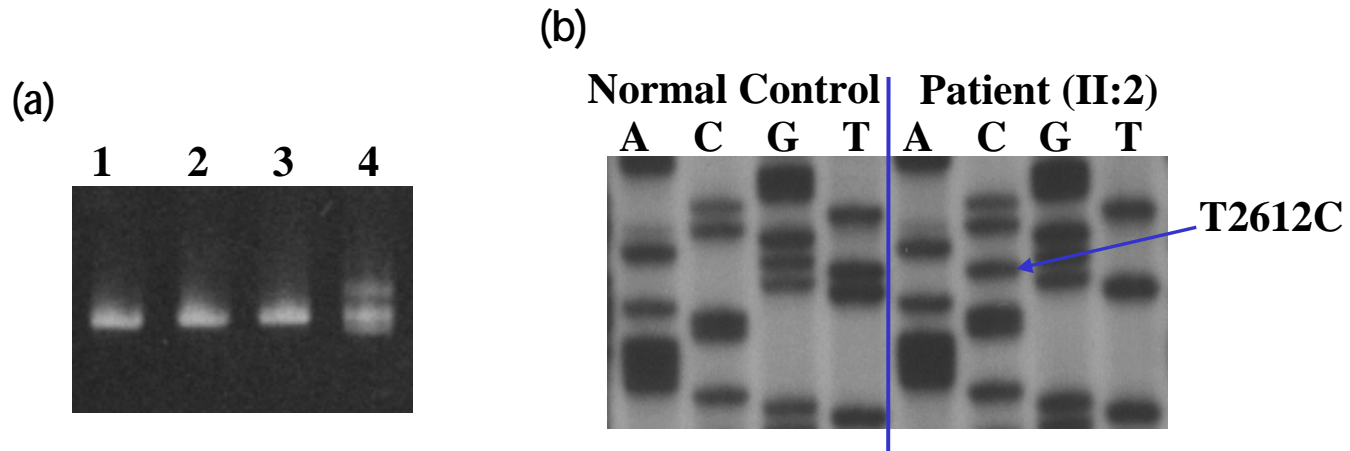 (a)
1 2 3 4
(b)
Normal Control Patient (II:2)
A C G T A C G T
T2612C